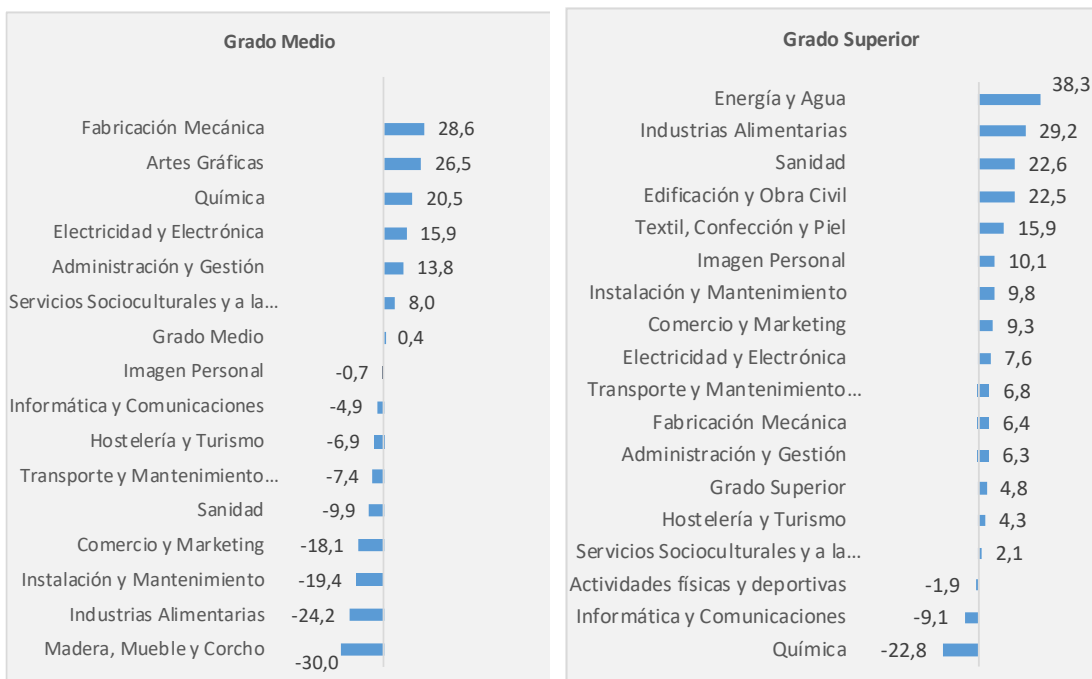 Grado Medio
Fabricación Mecánica 28,6
Artes Gráficas 26,5
Química 20,5
Electricidad y Electrónica 15,9
Administración y Gestión 13,8
Servicios Socioculturales y a la... 8,0
Grado Medio 0,4
Imagen Personal -0,7
Informática y Comunicaciones -4,9
Hostelería y Turismo -6,9
Transporte y Mantenimiento... -7,4
Sanidad -9,9
Comercio y Marketing -18,1
Instalación y Mantenimiento -19,4
Industrias Alimentarias -24,2
Madera, Mueble y Corcho -30,0
Grado Superior
Energía y Agua 38,3
Industrias Alimentarias 29,2
Sanidad 22,6
Edificación y Obra Civil 22,5
Textil, Confección y Piel 15,9
Imagen Personal 10,1
Instalación y Mantenimiento 9,8
Comercio y Marketing 9,3
Electricidad y Electrónica 7,6
Transporte y Mantenimiento... 6,8
Fabricación Mecánica 6,4
Administración y Gestión 6,3
Grado Superior 4,8
Hostelería y Turismo 4,3
Servicios Socioculturales y a la... 2,1
Actividades físicas y deportivas -1,9
Informática y Comunicaciones -9,1
Química -22,8